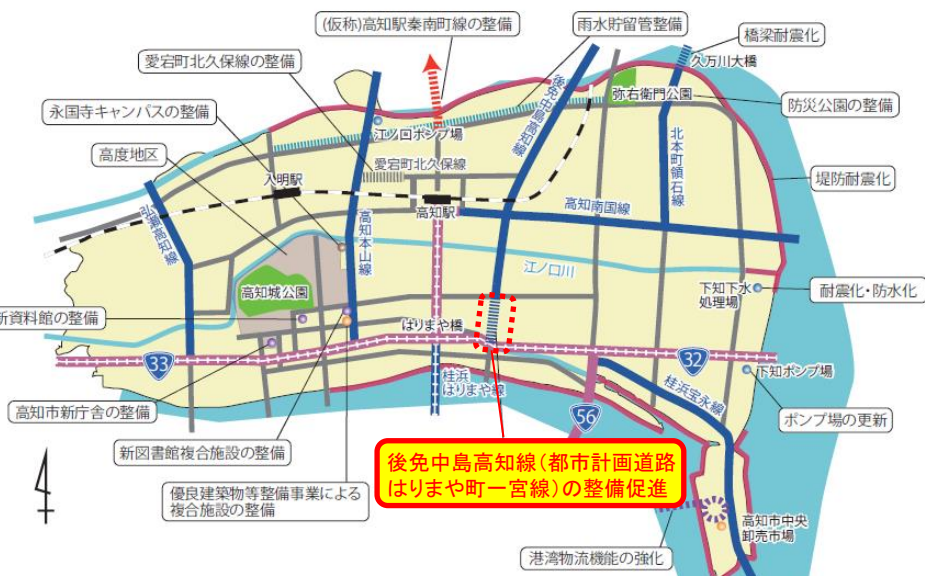 (仮称)高知駅秦南町線の整備
雨水貯留管整備
橋梁耐震化
愛宕町北久保線の整備
久万川大橋
後免中島高知線
弥右衛門公園
永国寺キャンパスの整備
防災公園の整備
江ノ口ポンプ場
高度地区
北本町領石線
愛宕町北久保線
入明駅
堤防耐震化
高知駅
高知南国線
弘瀬高知線
高知本山線
江ノ口川
高知城公園
下知下水
処理場
耐震化・防水化
新資料館の整備
はりまや橋
33
32
桂浜
はりまや線
下知ポンプ場
桂浜宝永線
高知市新庁舎の整備
56
ポンプ場の更新
新図書館複合施設の整備
後免中島高知線(都市計画道路
はりまや町一宮線)の整備促進
優良建築物等整備事業による
複合施設の整備
高知市中央
卸売市場
港湾物流機能の強化